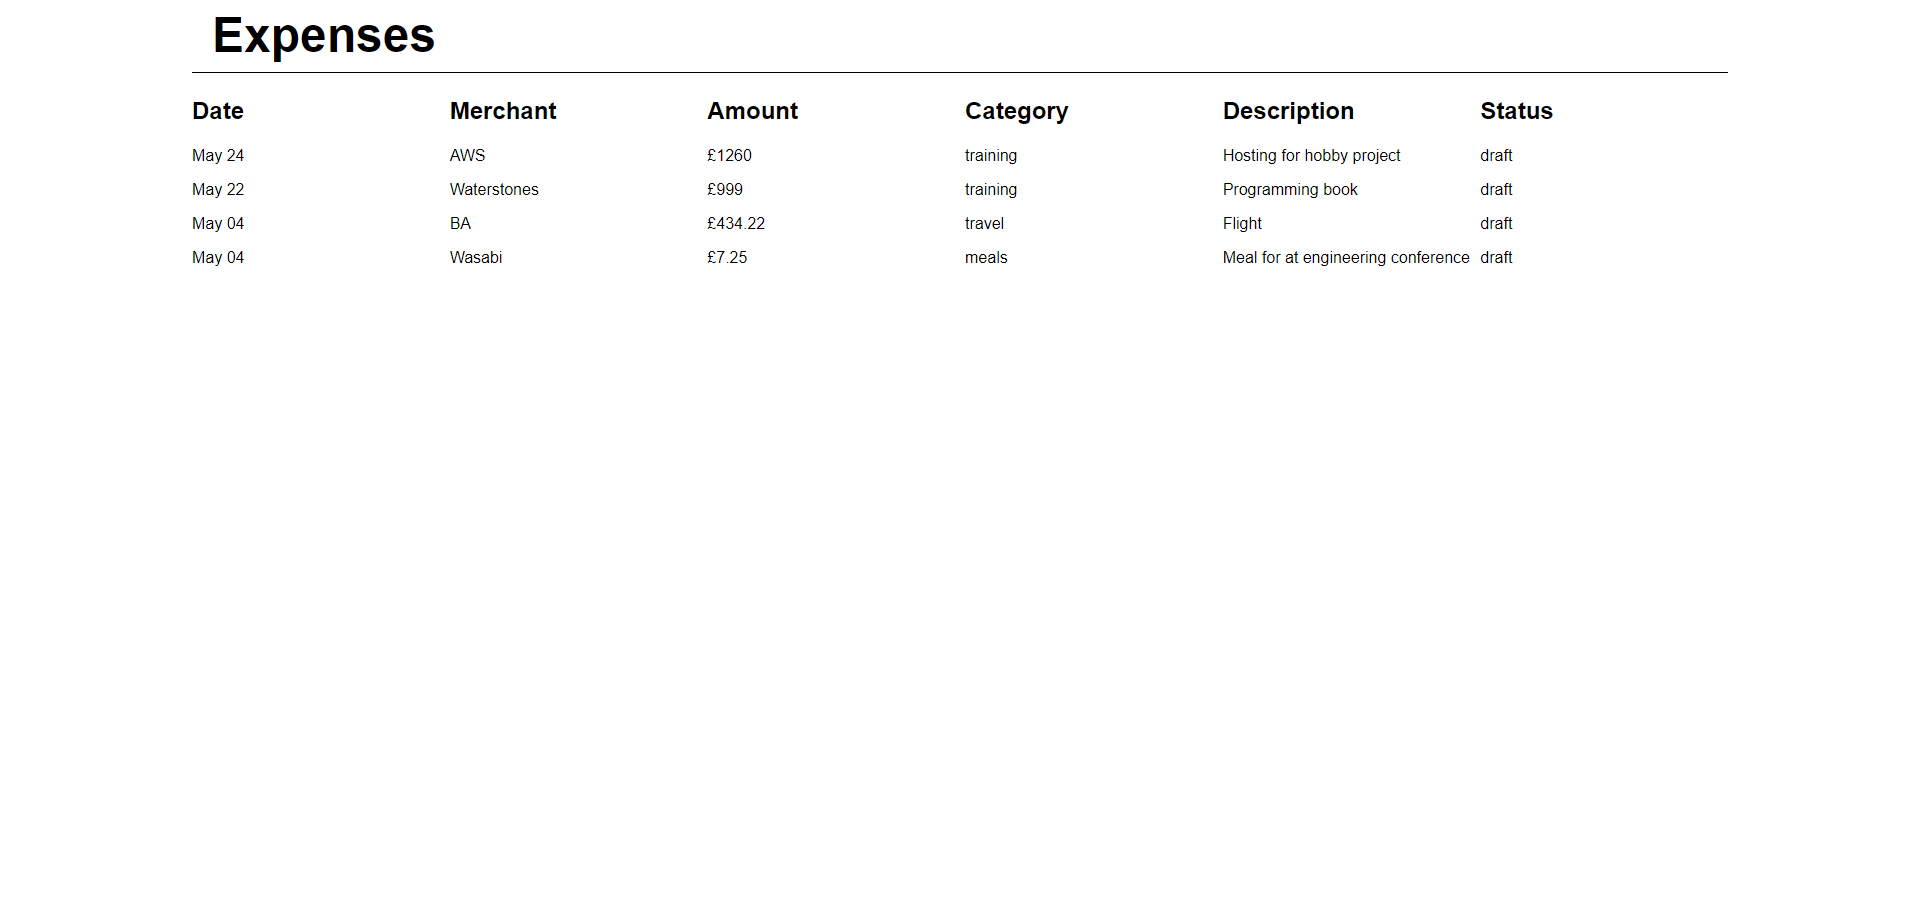 Expenses
Date Merchant Amount Category Description Status
May 24 AWS £1260 training Hosting for hobby project draft
May 22 Waterstones £999 training Programming book draft
May 04 BA £434.22 travel Flight draft
May 04 Wasabi £7.25 meals Meal for at engineering conference draft